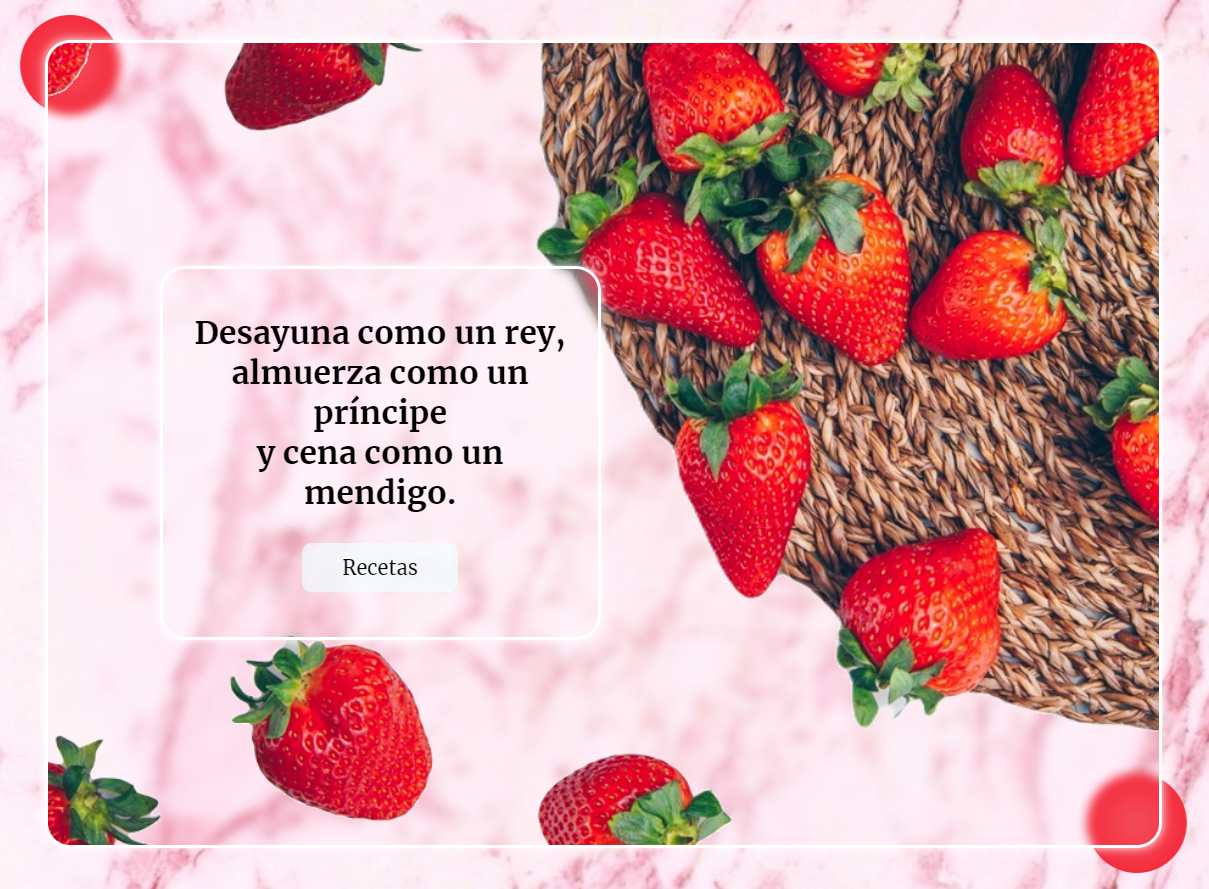 Desayuna como un rey,
almuerza como un
príncipe
y cena como un
mendigo.
Recetas